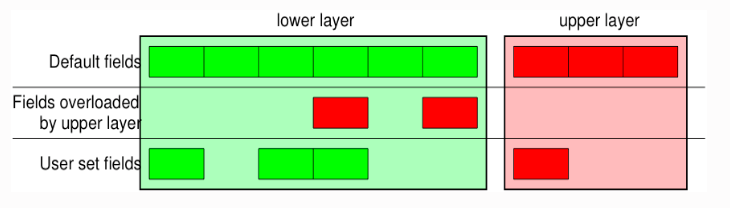 lower layer
upper layer
Default fields
Fields overloaded
by upper layer
User set fields